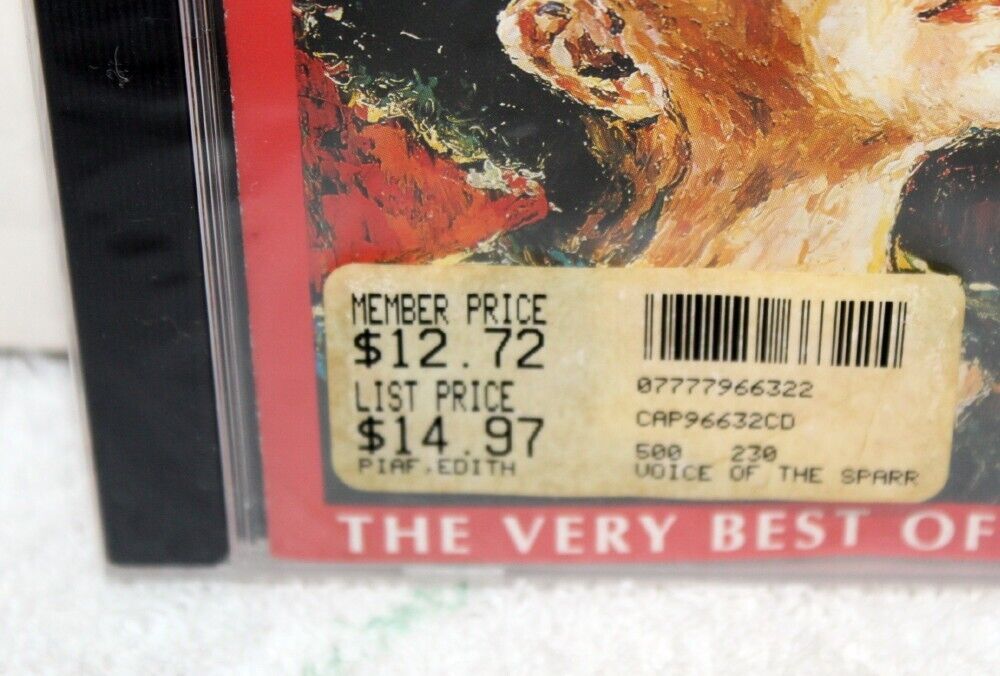 MEMBER PRICE
$12.72
LIST PRICE
$14.97
PIAF,EDITH
07777966322
CAP96632CD
500 230
VOICE OF THE SPARR
THE VERY BEST OF